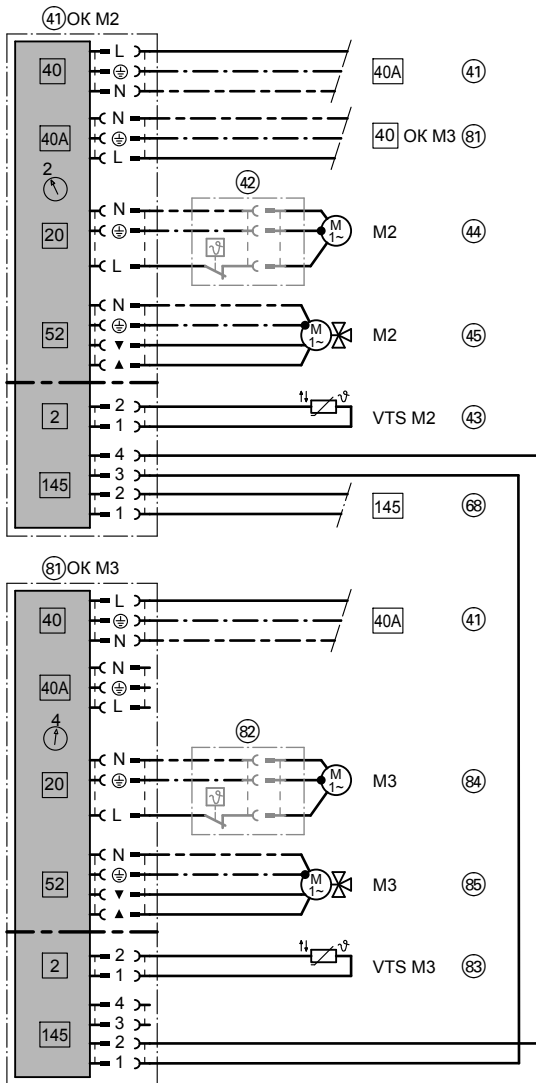 41 OK M2
40 L 40A 41
N
N
40A 40 OK M3 81
L
2
42
N
20 M 1~ M2 44
ϑ
L
N
52 M 1~ M2 45
▼
▲
2 2 ϑ VTS M2 43
1
4
3
145 2 145 68
1
81 OK M3
L
40 40A 41
N
N
40A
L
4
82
N
20 M 1~ M3 84
ϑ
L
N
52 M 1~ M3 85
▼
▲
2 2 ϑ VTS M3 83
1
4
3
145 2
1